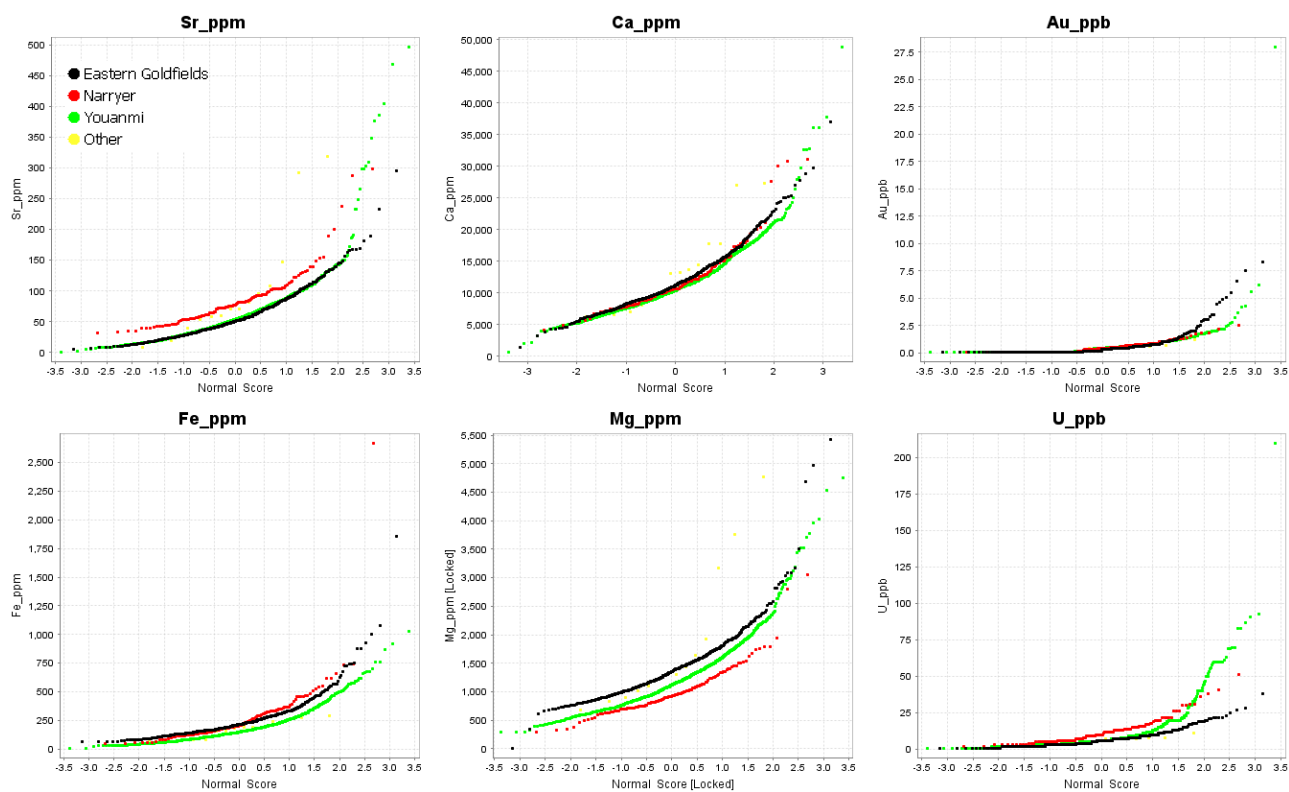 Sr_ppm
500
450
400
350
300
250
200
150
100
50
0
Sr_ppm
Eastern Goldfields
Narryer
Youanmi
Other
-3.5 -3.0 -2.5 -2.0 -1.5 -1.0 -0.5 0.0 0.5 1.0 1.5 2.0 2.5 3.0 3.5
Normal Score
Ca_ppm
50,000
45,000
40,000
35,000
30,000
25,000
20,000
15,000
10,000
5,000
0
Ca_ppm
-3 -2 -1 0 1 2 3
Normal Score
Au_ppb
27.5
25.0
22.5
20.0
17.5
15.0
12.5
10.0
7.5
5.0
2.5
0.0
Au_ppb
-3.5 -3.0 -2.5 -2.0 -1.5 -1.0 -0.5 0.0 0.5 1.0 1.5 2.0 2.5 3.0 3.5
Normal Score
Fe_ppm
2,500
2,250
2,000
1,750
1,500
1,250
1,000
750
500
250
0
Fe_ppm
-3.5 -3.0 -2.5 -2.0 -1.5 -1.0 -0.5 0.0 0.5 1.0 1.5 2.0 2.5 3.0 3.5
Normal Score
Mg_ppm
5,500
5,000
4,500
4,000
3,500
3,000
2,500
2,000
1,500
1,000
500
0
Mg_ppm [Locked]
-3.5 -3.0 -2.5 -2.0 -1.5 -1.0 -0.5 0.0 0.5 1.0 1.5 2.0 2.5 3.0 3.5
Normal Score [Locked]
U_ppb
200
175
150
125
100
75
50
25
0
U_ppb
-3.5 -3.0 -2.5 -2.0 -1.5 -1.0 -0.5 0.0 0.5 1.0 1.5 2.0 2.5 3.0 3.5
Normal Score